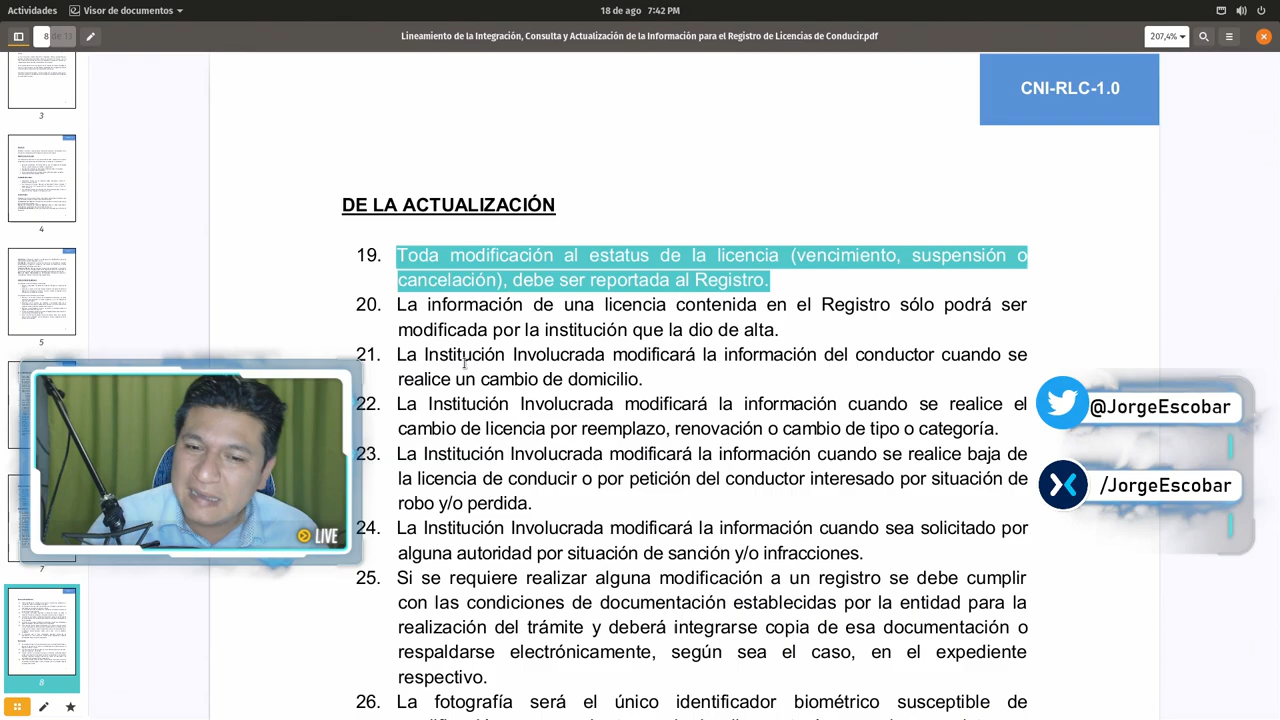 Actividades
Visor de documentos
18 de ago 7:42 PM
8 de 13
Lineamiento de la Integración, Consulta y Actualización de la Información para el Registro de Licencias de Conducir.pdf
207,4%
3
4
5
7
8
CNI-RLC-1.0
DE LA ACTUALIZACIÓN
19. Toda modificación al estatus de la licencia (vencimiento, suspensión o
cancelación), debe ser reportada al Registro.
20. La información de una licencia contenida en el Registro sólo podrá ser
modificada por la institución que la dio de alta.
21. La Institución Involucrada modificará la información del conductor cuando se
realice un cambio de domicilio.
22. La Institución Involucrada modificará la información cuando se realice el
cambio de licencia por reemplazo, renovación o cambio de tipo o categoría.
23. La Institución Involucrada modificará la información cuando se realice baja de
la licencia de conducir o por petición del conductor interesado por situación de
robo y/o perdida.
24. La Institución Involucrada modificará la información cuando sea solicitado por
alguna autoridad por situación de sanción y/o infracciones.
25. Si se requiere realizar alguna modificación a un registro se debe cumplir
con las condiciones de documentación establecidas por la entidad para la
realización del trámite y deberá integrar copia de esa documentación o
respaldarse electrónicamente, según sea el caso, en el expediente
respectivo.
26. La fotografía será el único identificador biométrico susceptible de
LIVE
@JorgeEscobar
/JorgeEscobar